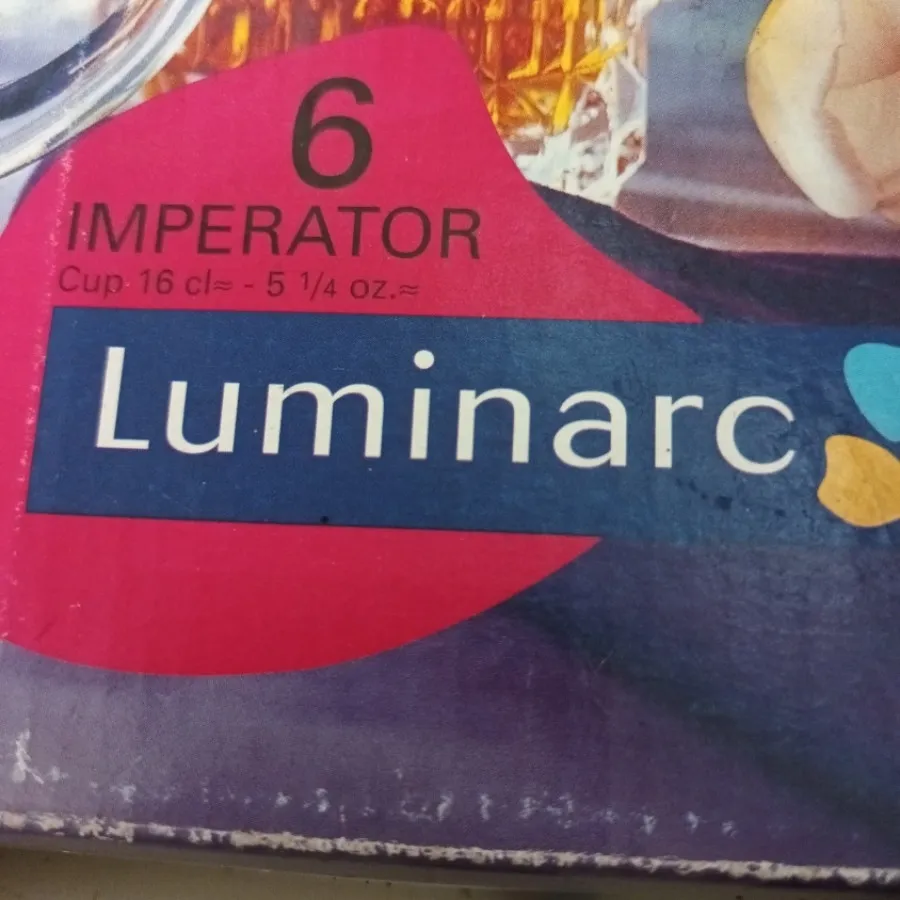 6
IMPERATOR
Cup 16 cl≈ - 5 1/4 oz.≈
Luminarc